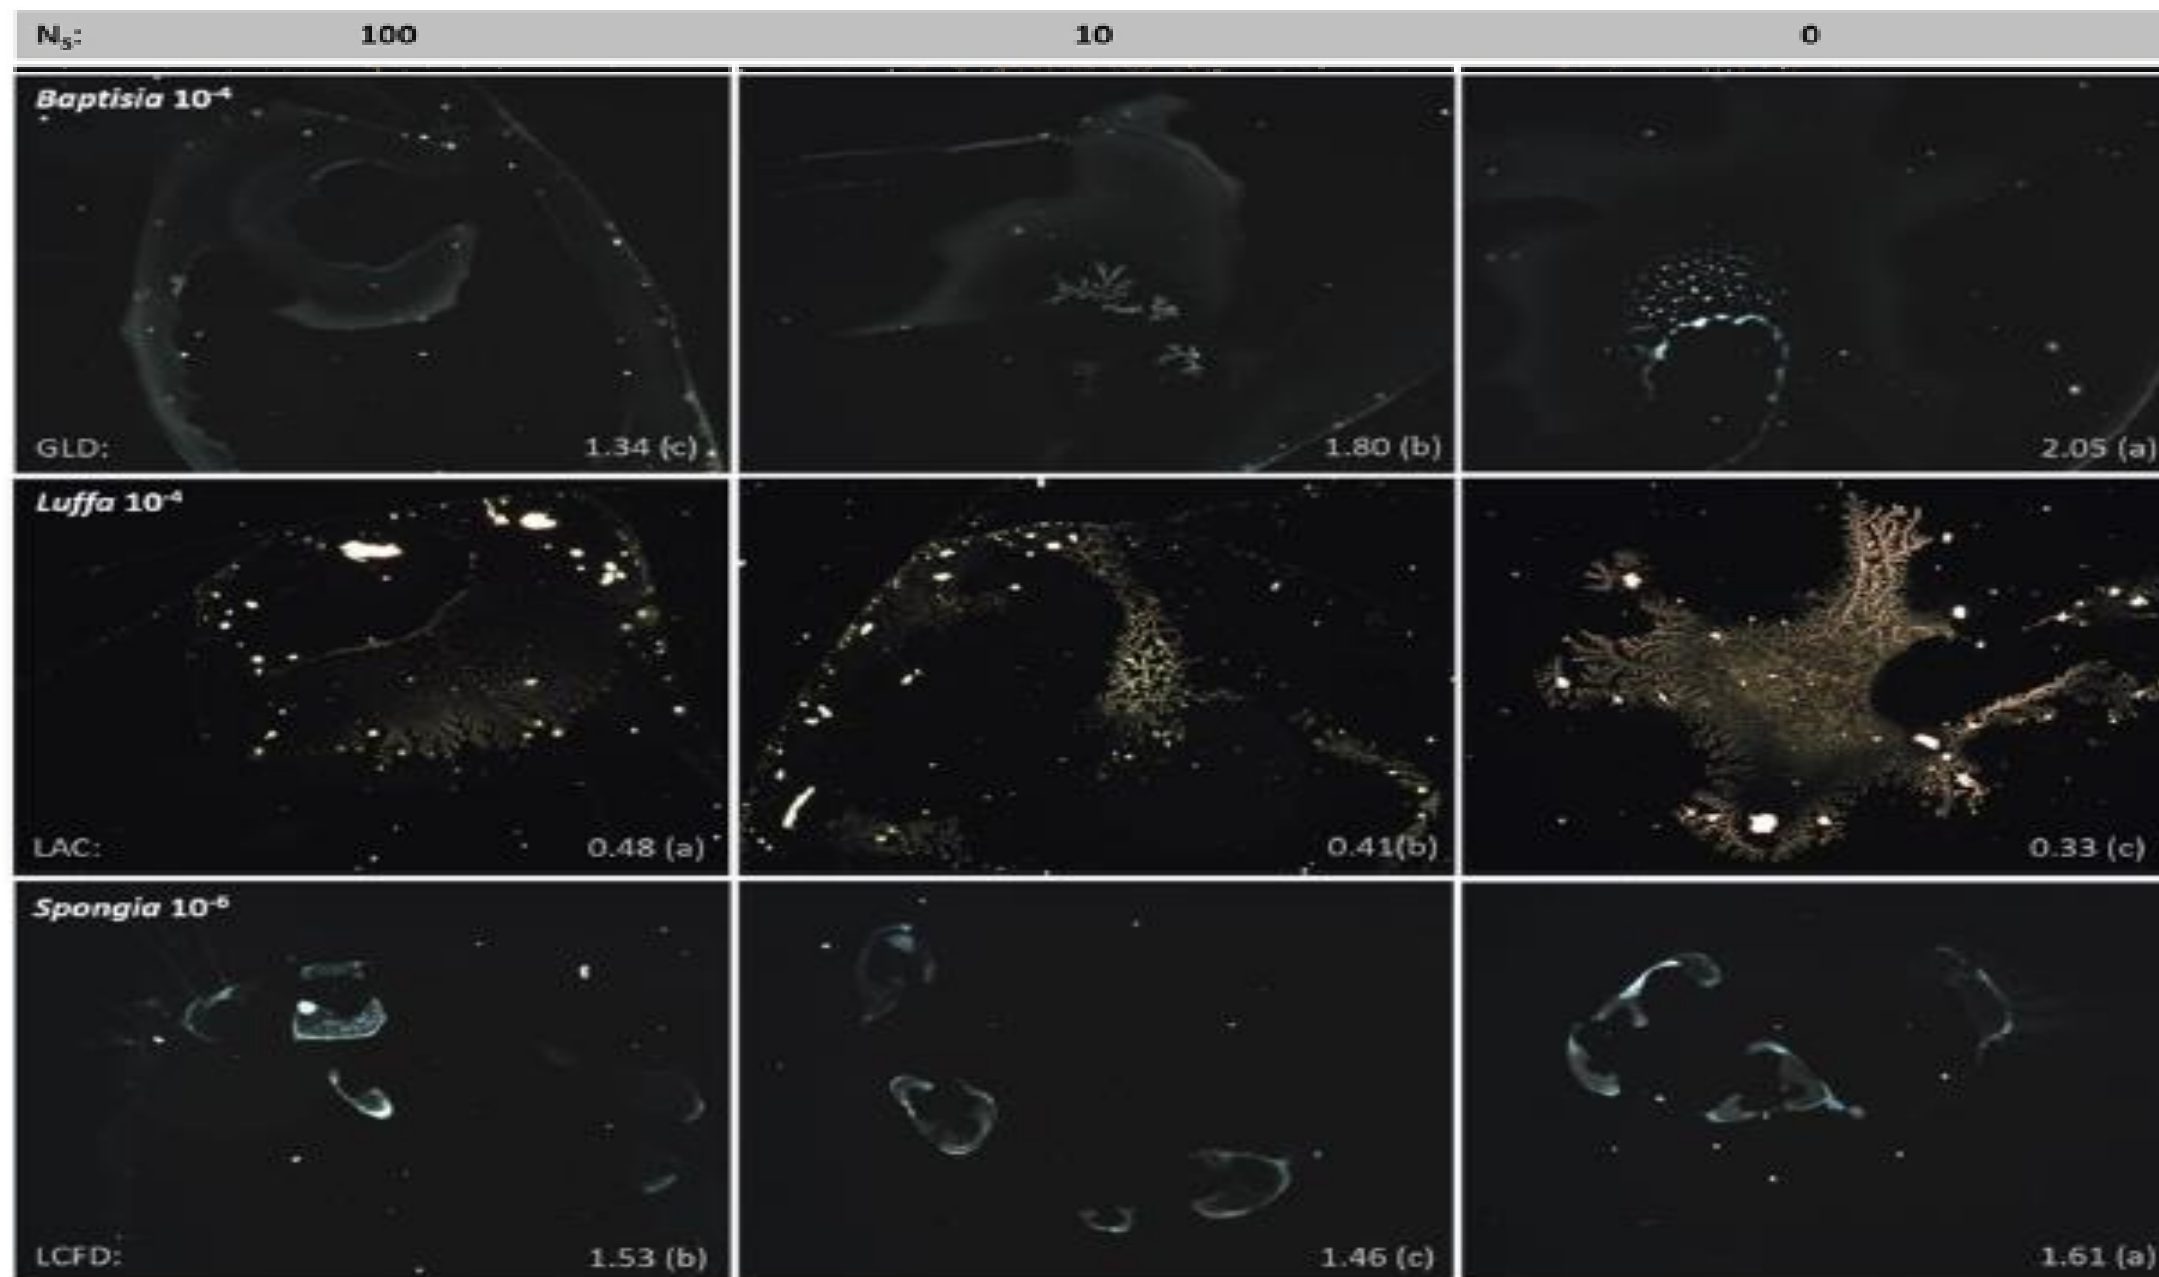 Ns: 100 10 0
Baptisia 10-4
GLD: 1.34 (c) 1.80 (b) 2.05 (a)
Luffa 10-4
LAC: 0.48 (a) 0.41(b) 0.33 (c)
Spongia 10-6
LCFD: 1.53 (b) 1.46 (c) 1.61 (a)